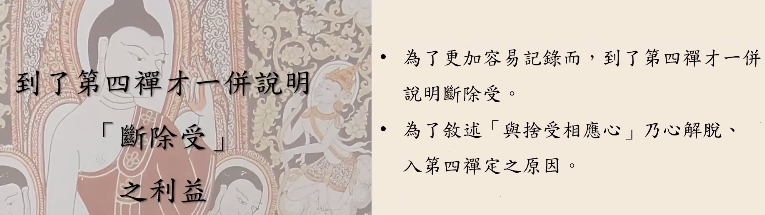 到了第四禪才一併說明
「斷除受」
之利益
• 為了更加容易記錄而，到了第四禪才一併
說明斷除受。
• 為了敘述「與捨受相應心」乃心解脫、
入第四禪定之原因。